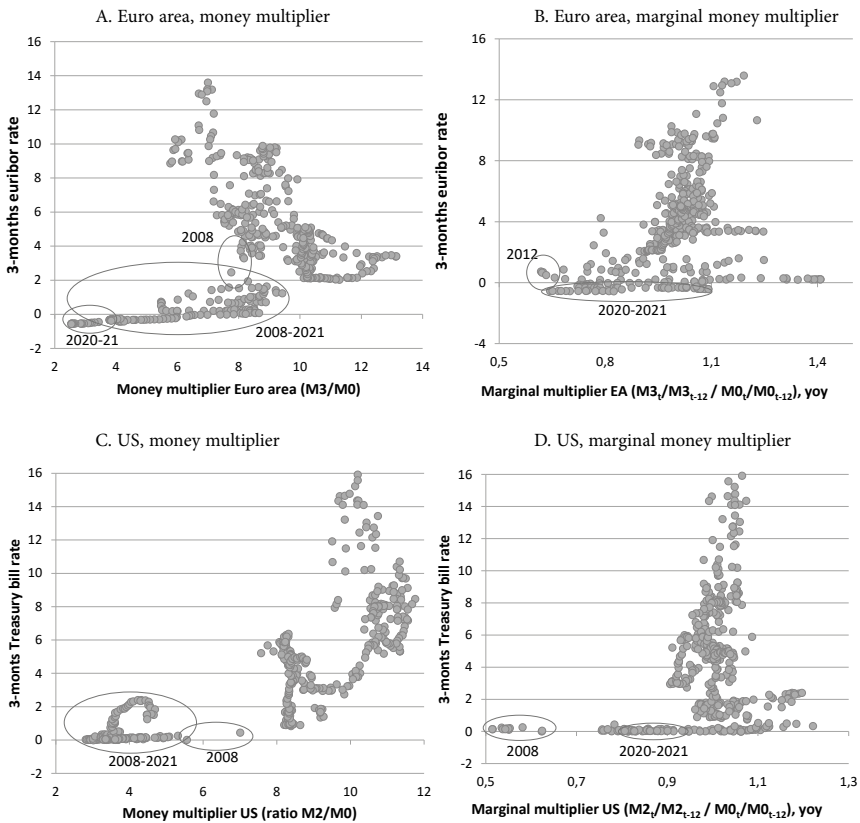 A. Euro area, money multiplier
16
14
12
10
8
6
4
2
0
-2
3-months euribor rate
2008
2020-21
2008-2021
2 4 6 8 10 12 14
Money multiplier Euro area (M3/M0)
B. Euro area, marginal money multiplier
16
12
8
4
0
-4
3-months euribor rate
2012
2020-2021
0,5 0,8 1,1 1,4
Marginal multiplier EA (M3t/M3t-12 / M0t/M0t-12), yoy
C. US, money multiplier
16
14
12
10
8
6
4
2
0
-2
3-monts Treasury bill rate
2008-2021
2008
2 4 6 8 10 12
Money multiplier US (ratio M2/M0)
D. US, marginal money multiplier
16
14
12
10
8
6
4
2
0
-2
3-monts Treasury bill rate
2008
2020-2021
0,5 0,7 0,9 1,1 1,3
Marginal multiplier US (M2t/M2t-12 / M0t/M0t-12), yoy